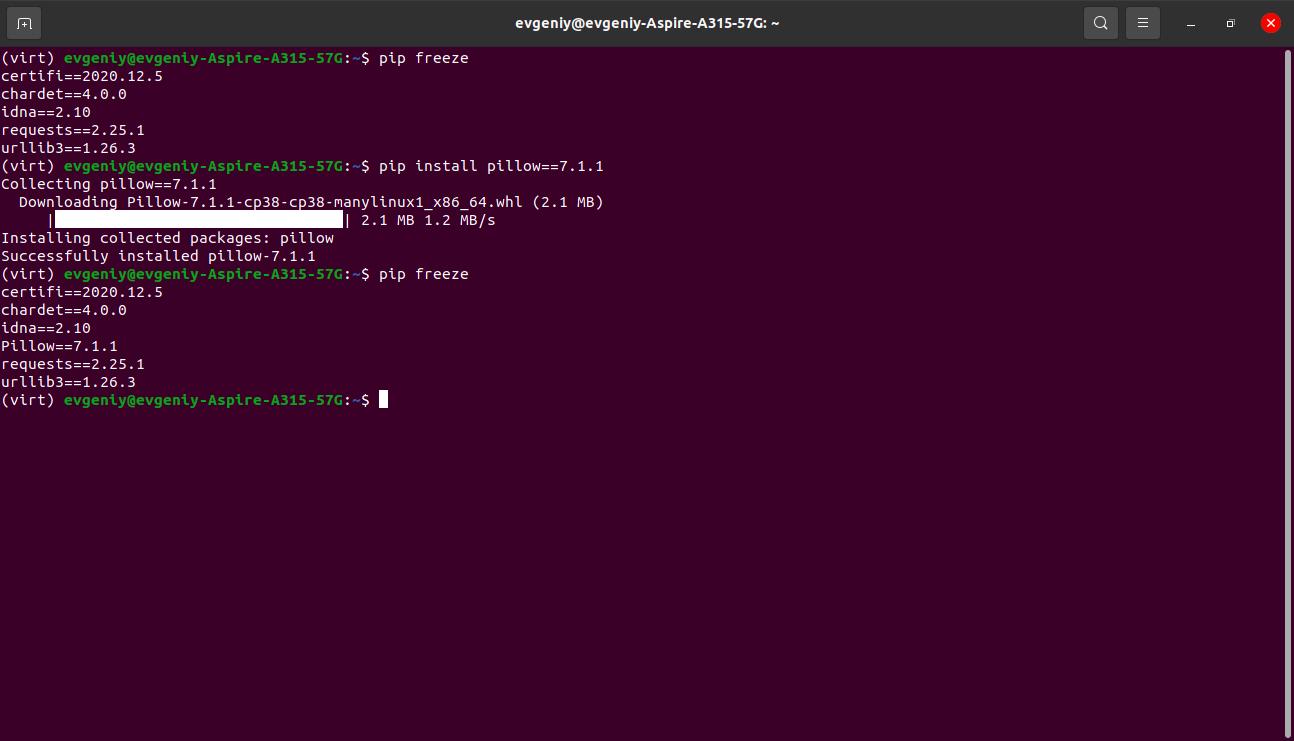 evgeniy@evgeniy-Aspire-A315-57G: ~
(virt) evgeniy@evgeniy-Aspire-A315-57G:~$ pip freeze
certifi==2020.12.5
chardet==4.0.0
idna==2.10
requests==2.25.1
urllib3==1.26.3
(virt) evgeniy@evgeniy-Aspire-A315-57G:~$ pip install pillow==7.1.1
Collecting pillow==7.1.1
  Downloading Pillow-7.1.1-cp38-cp38-manylinux1_x86_64.whl (2.1 MB)
     |████████████████████████████████| 2.1 MB 1.2 MB/s
Installing collected packages: pillow
Successfully installed pillow-7.1.1
(virt) evgeniy@evgeniy-Aspire-A315-57G:~$ pip freeze
certifi==2020.12.5
chardet==4.0.0
idna==2.10
Pillow==7.1.1
requests==2.25.1
urllib3==1.26.3
(virt) evgeniy@evgeniy-Aspire-A315-57G:~$